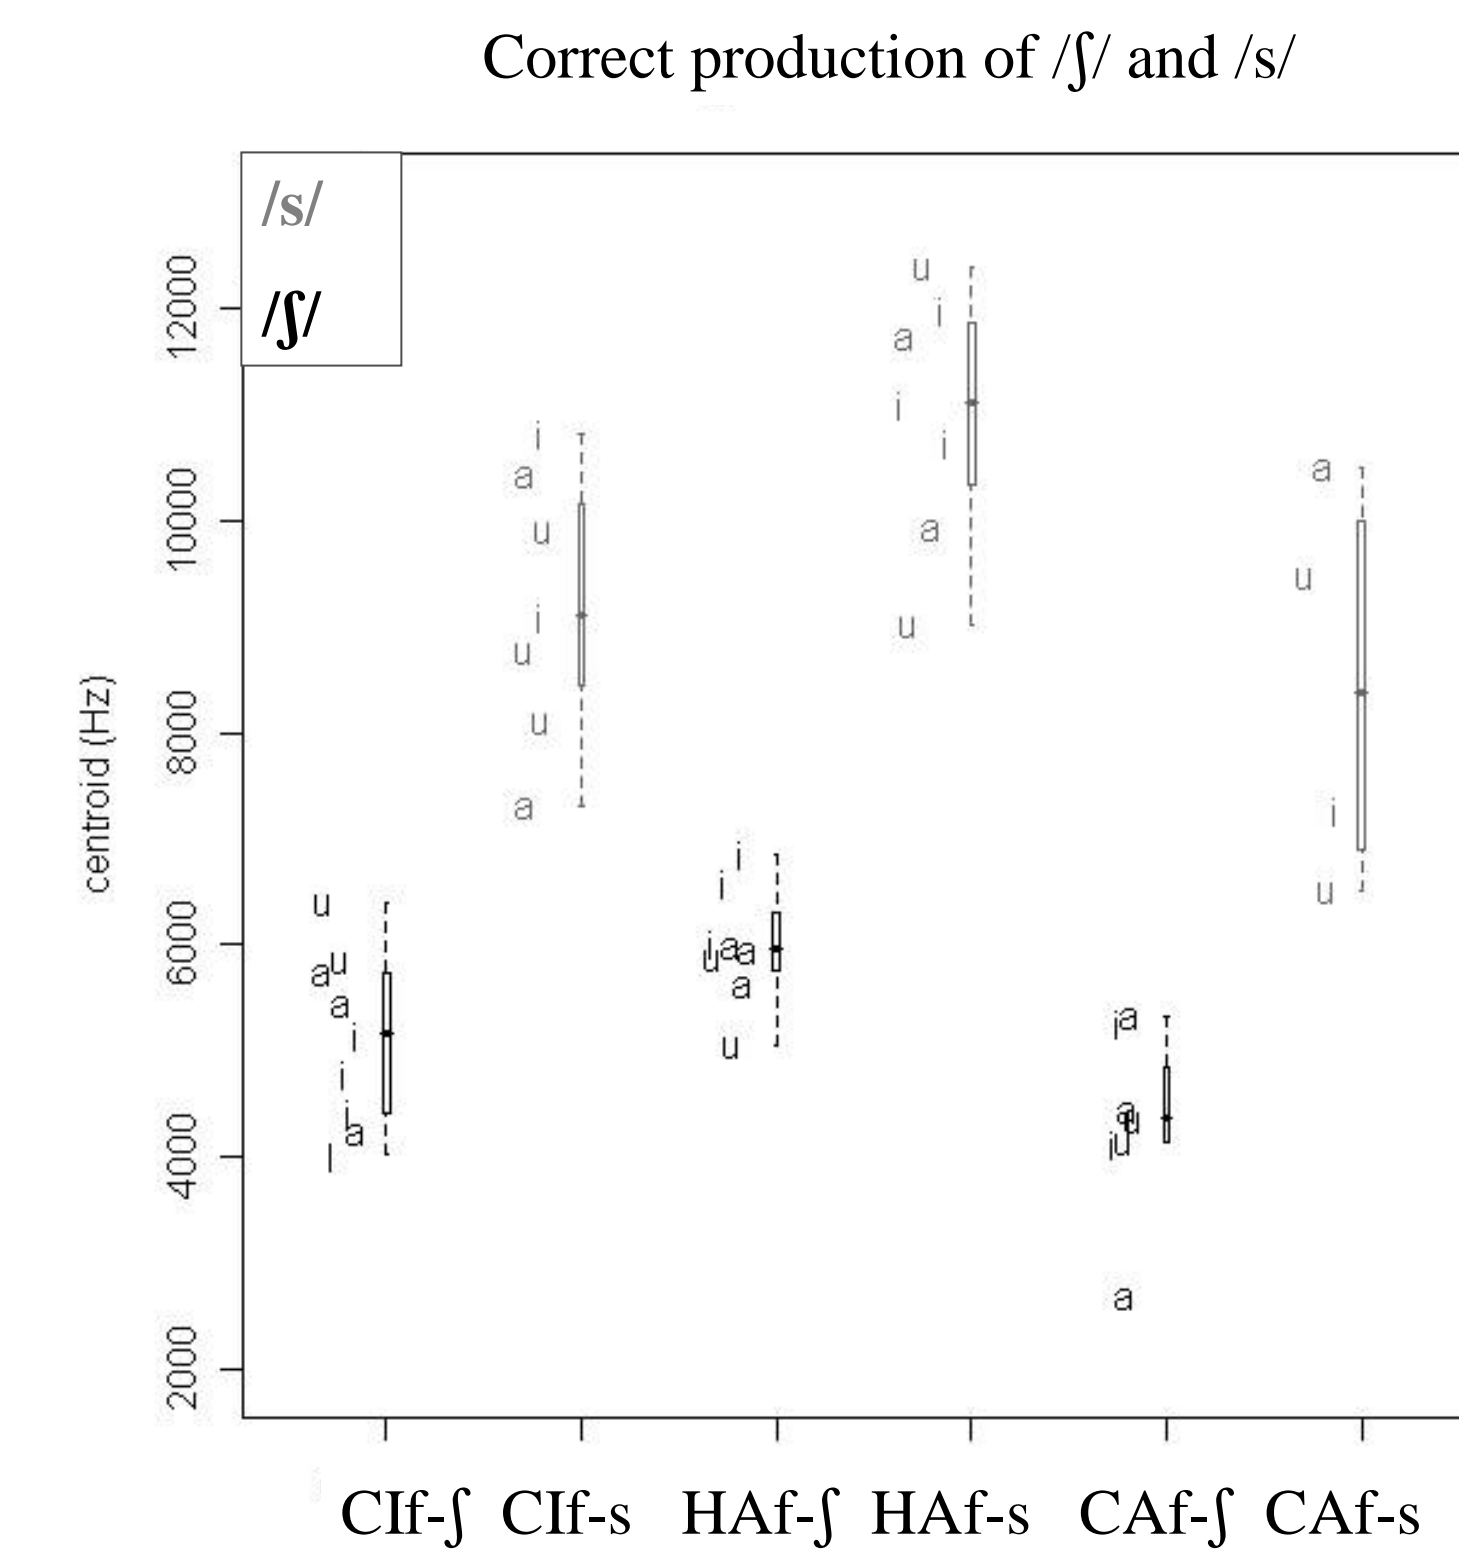 Correct production of /ʃ/ and /s/
/s/
/ʃ/
centroid (Hz)
12000
10000
8000
6000
4000
2000
u
i
a
i
i
a
u
i
a
u
i
u
u
a
a
u
i
u
i
i
i a a
u
a
u
u
u
a
a
i
i
i
a
i
i a
a
u
i u
a
CIf-ʃ CIf-s HAf-ʃ HAf-s CAf-ʃ CAf-s